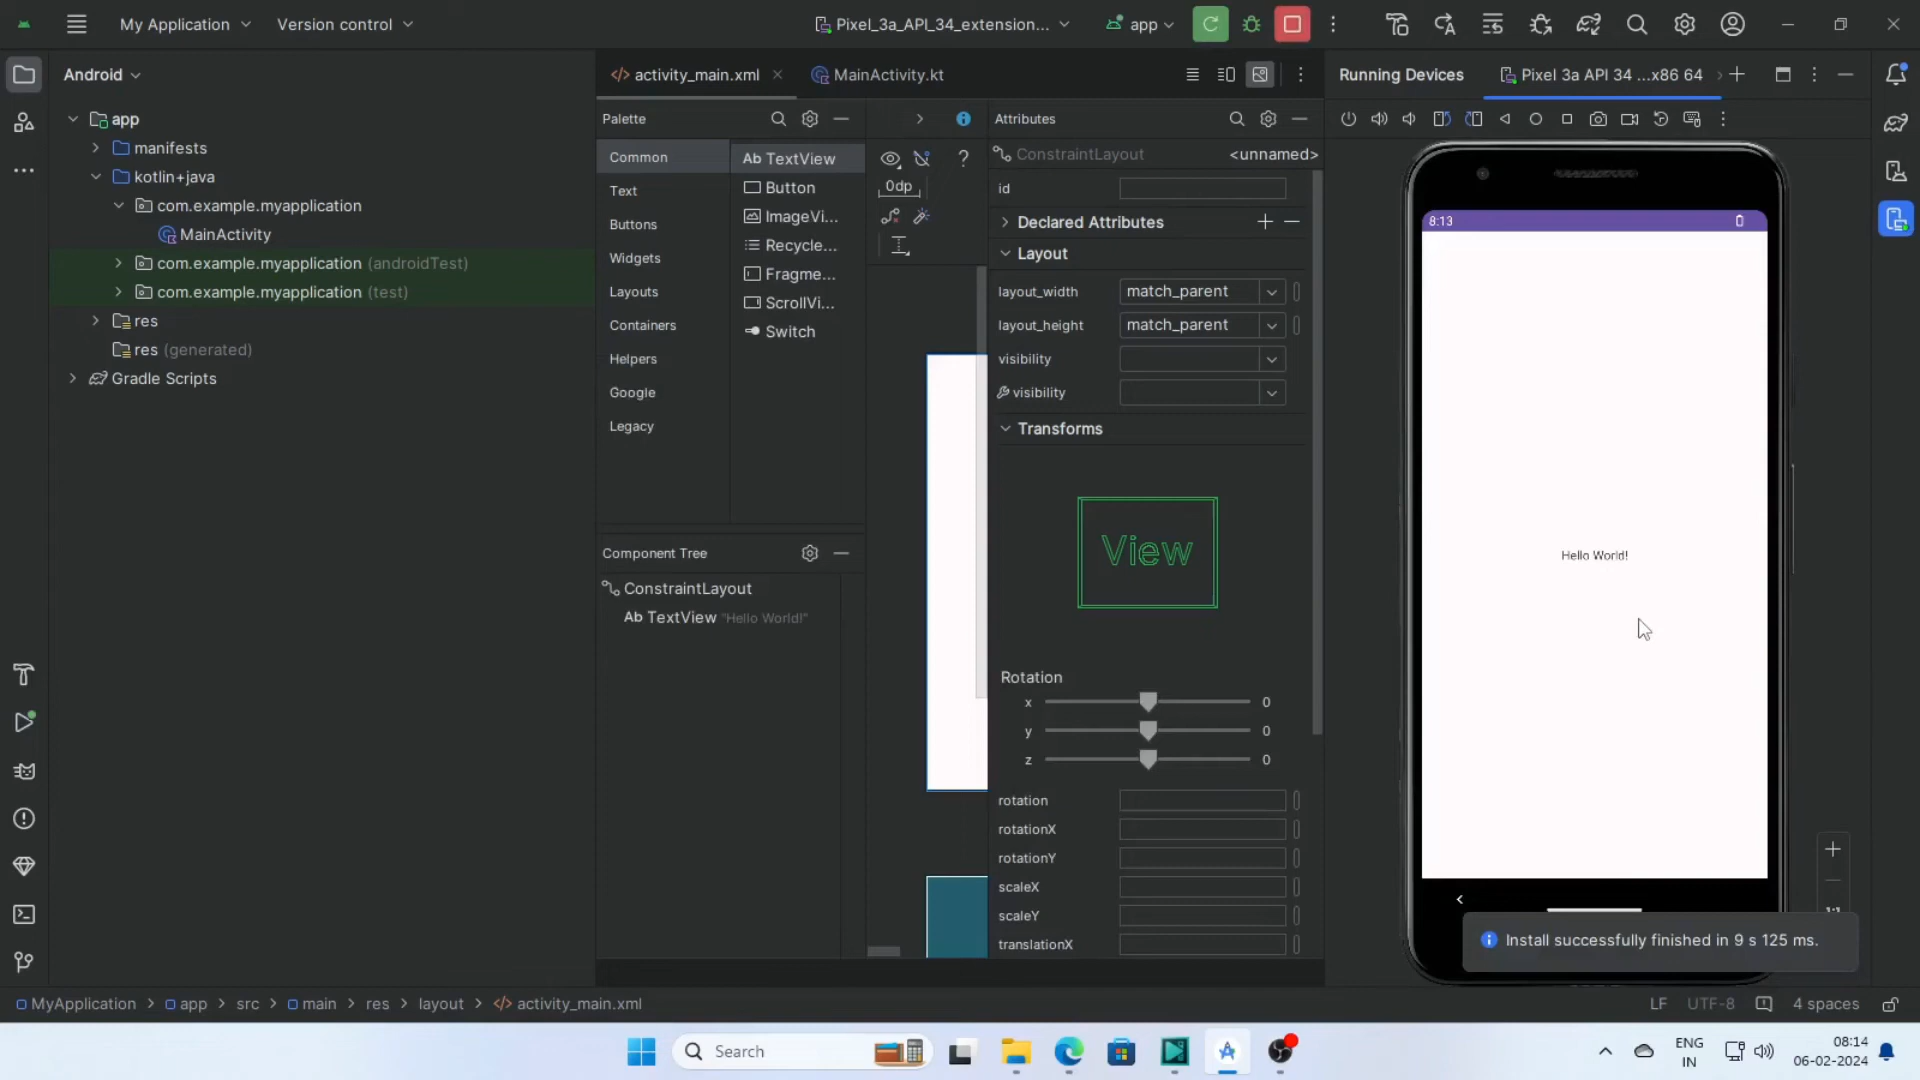 My Application
Version control
Pixel_3a_API_34_extension...
app
Android
app
manifests
kotlin+java
com.example.myapplication
MainActivity
com.example.myapplication (androidTest)
com.example.myapplication (test)
res
res (generated)
Gradle Scripts
activity_main.xml
MainActivity.kt
Palette
Common
Text
Buttons
Widgets
Layouts
Containers
Helpers
Google
Legacy
Ab TextView
Button
ImageVi...
Recycle...
Fragme...
ScrollVi...
Switch
Component Tree
ConstraintLayout
Ab TextView "Hello World!"
0dp
?
Attributes
ConstraintLayout
<unnamed>
id
Declared Attributes
Layout
layout_width match_parent
layout_height match_parent
visibility
visibility
Transforms
View
Rotation
x 0
y 0
z 0
rotation
rotationX
rotationY
scaleX
scaleY
translationX
Running Devices
Pixel 3a API 34 ...x86 64
8:13
Hello World!
Install successfully finished in 9 s 125 ms.
MyApplication > app > src > main > res > layout > activity_main.xml
LF UTF-8 4 spaces
Search
ENG
IN
08:14
06-02-2024